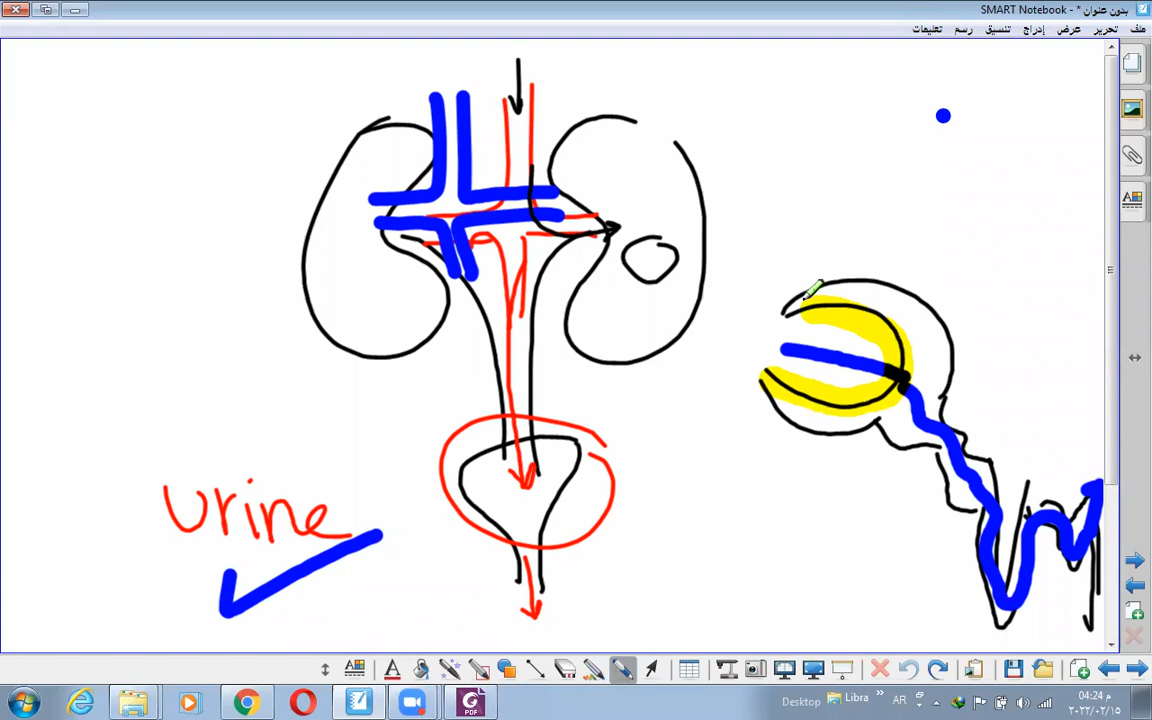 بدون عنوان * - SMART Notebook
ملف تحرير عرض إدراج تنسيق رسم تعليمات
urine
Desktop Libra » AR
04:24 م
٢٠٢٢/٠٢/١٥
PDF